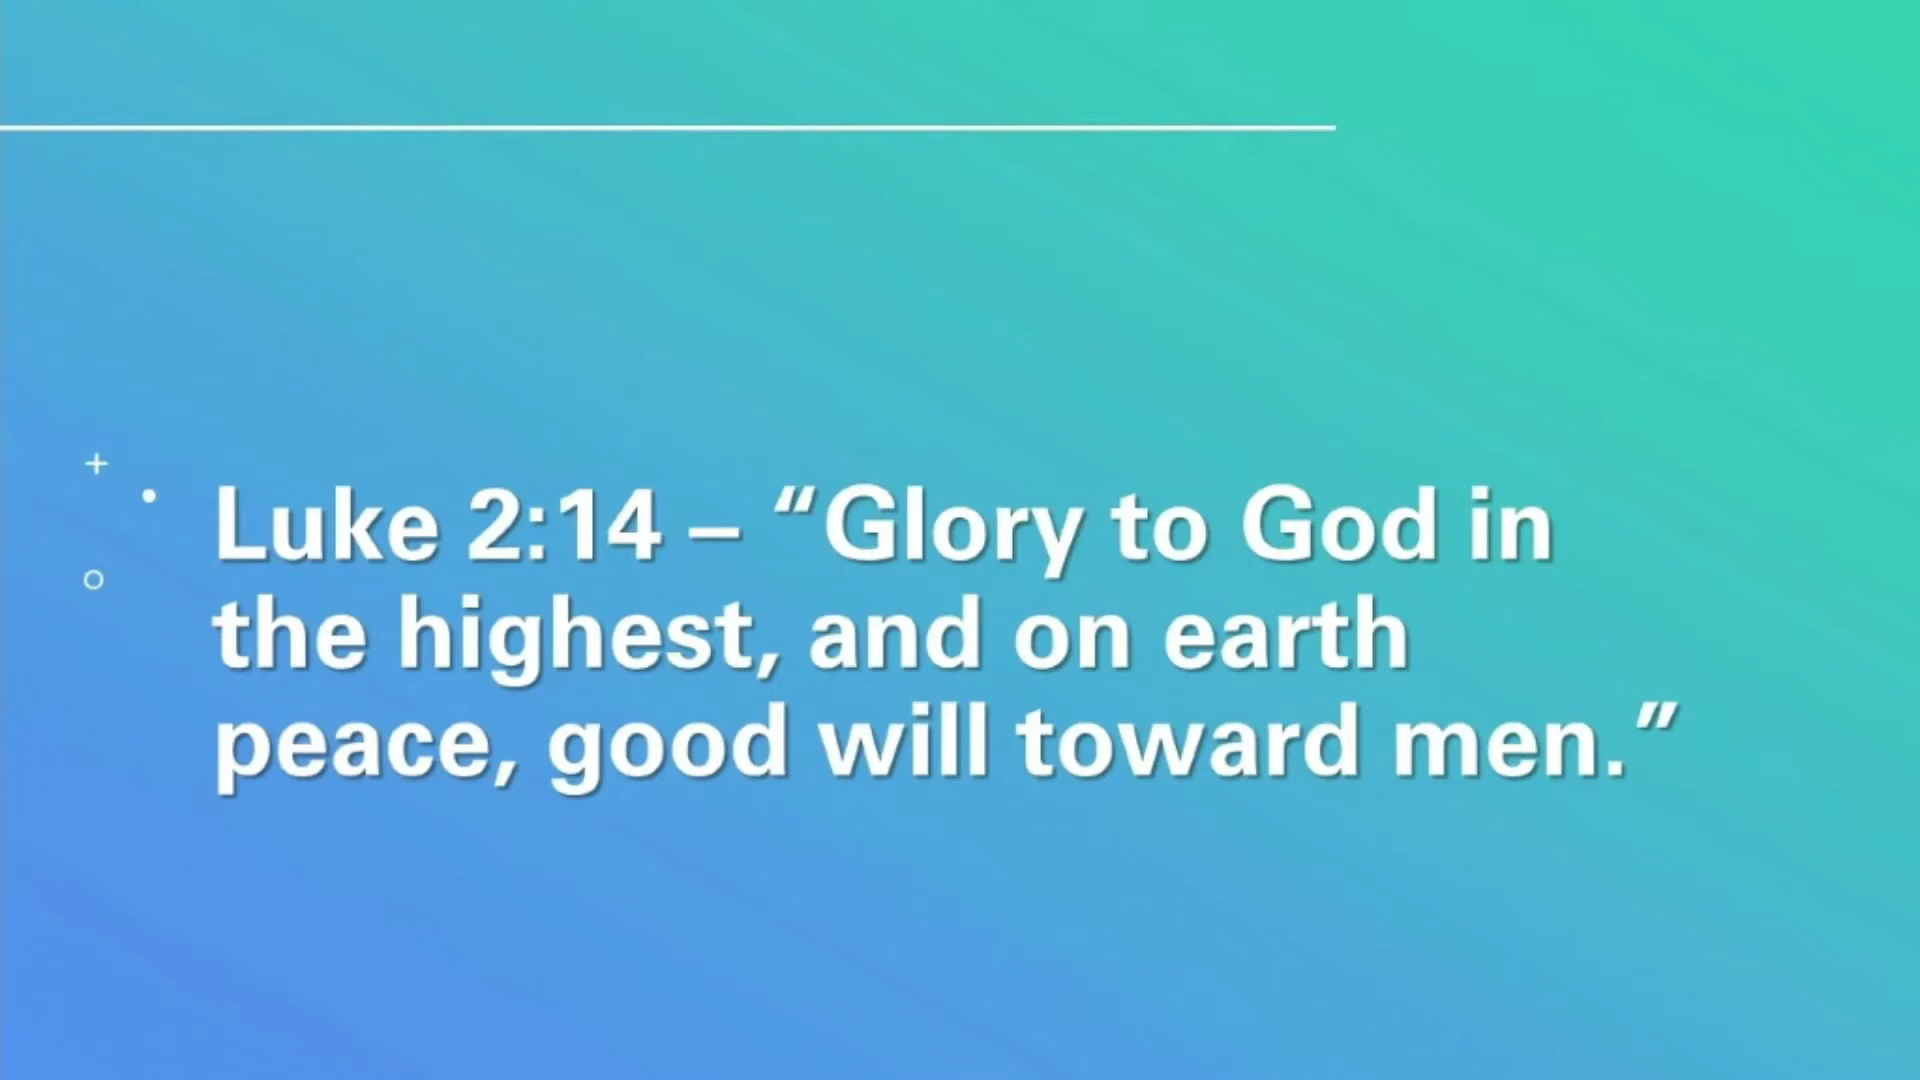 Luke 2:14 – “Glory to God in
the highest, and on earth
peace, good will toward men.”